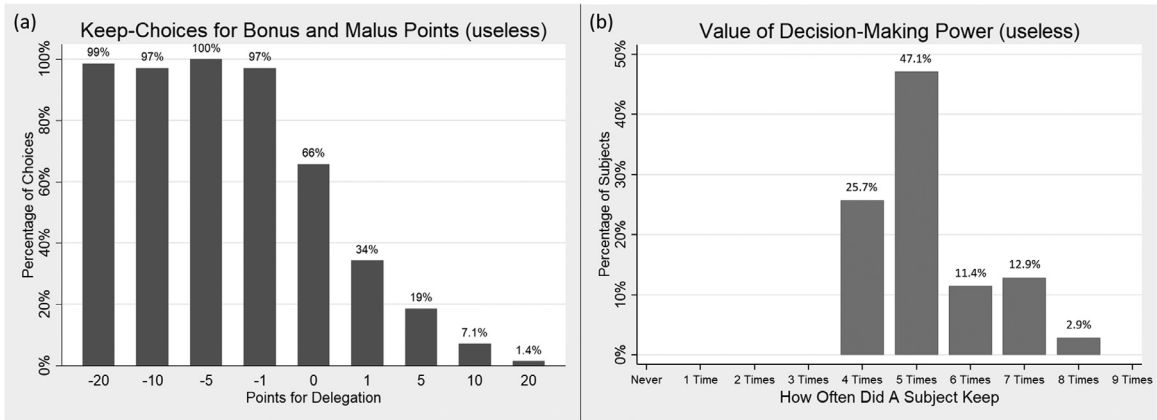 (a)
Keep-Choices for Bonus and Malus Points (useless)
Percentage of Choices
100%
80%
60%
40%
20%
0%
99%
97%
100%
97%
66%
34%
19%
7.1%
1.4%
-20 -10 -5 -1 0 1 5 10 20
Points for Delegation
(b)
Value of Decision-Making Power (useless)
Percentage of Subjects
50%
40%
30%
20%
10%
0%
25.7%
47.1%
11.4%
12.9%
2.9%
Never 1 Time 2 Times 3 Times 4 Times 5 Times 6 Times 7 Times 8 Times 9 Times
How Often Did A Subject Keep